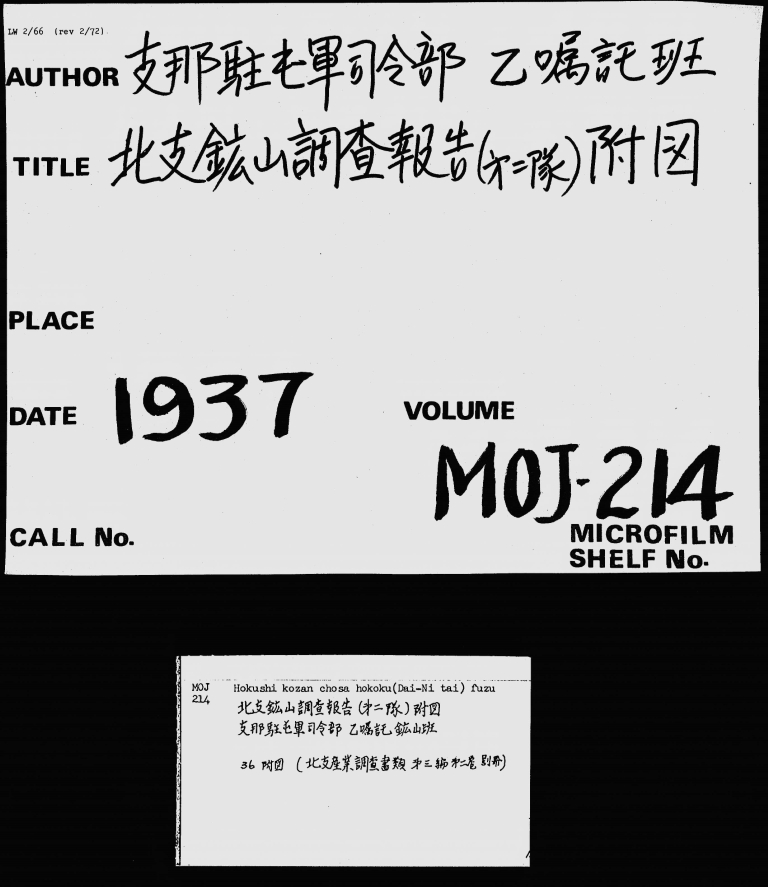 LW 2/66 (rev 2/72)
AUTHOR 支那駐屯軍司令部 乙嘱託班
TITLE 北支鉱山調査報告(第二隊)附図
PLACE
DATE 1937
VOLUME
MOJ-214
CALL No.
MICROFILM
SHELF No.
MOJ Hokushi kozan chosa hokoku(Dai-Ni tai) fuzu
214
北支鉱山調査報告(第二隊)附図
支那駐屯軍司令部 乙嘱託 鉱山班
36 附図 (北支産業調査書類 第三編第二巻 別冊)